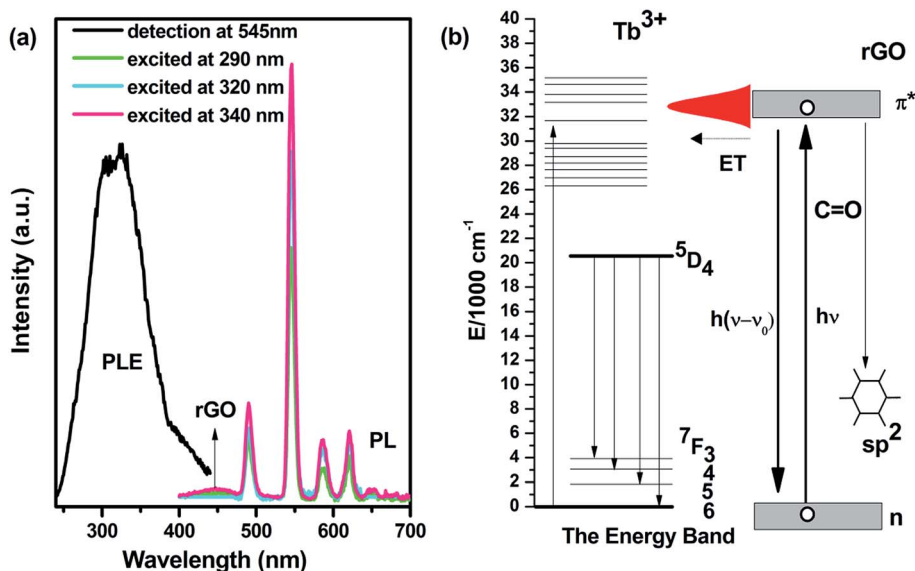 (a)
detection at 545nm
excited at 290 nm
excited at 320 nm
excited at 340 nm
PLE
rGO
PL
Intensity (a.u.)
300 400 500 600 700
Wavelength (nm)
(b)
Tb3+
rGO
40
38
36
34
32
30
28
26
24
22
20
18
16
14
12
10
8
6
4
2
0
E/1000 cm-1
π*
ET
C=O
5D4
h(ν−ν0)
hν
sp2
7F3
4
5
6
n
The Energy Band